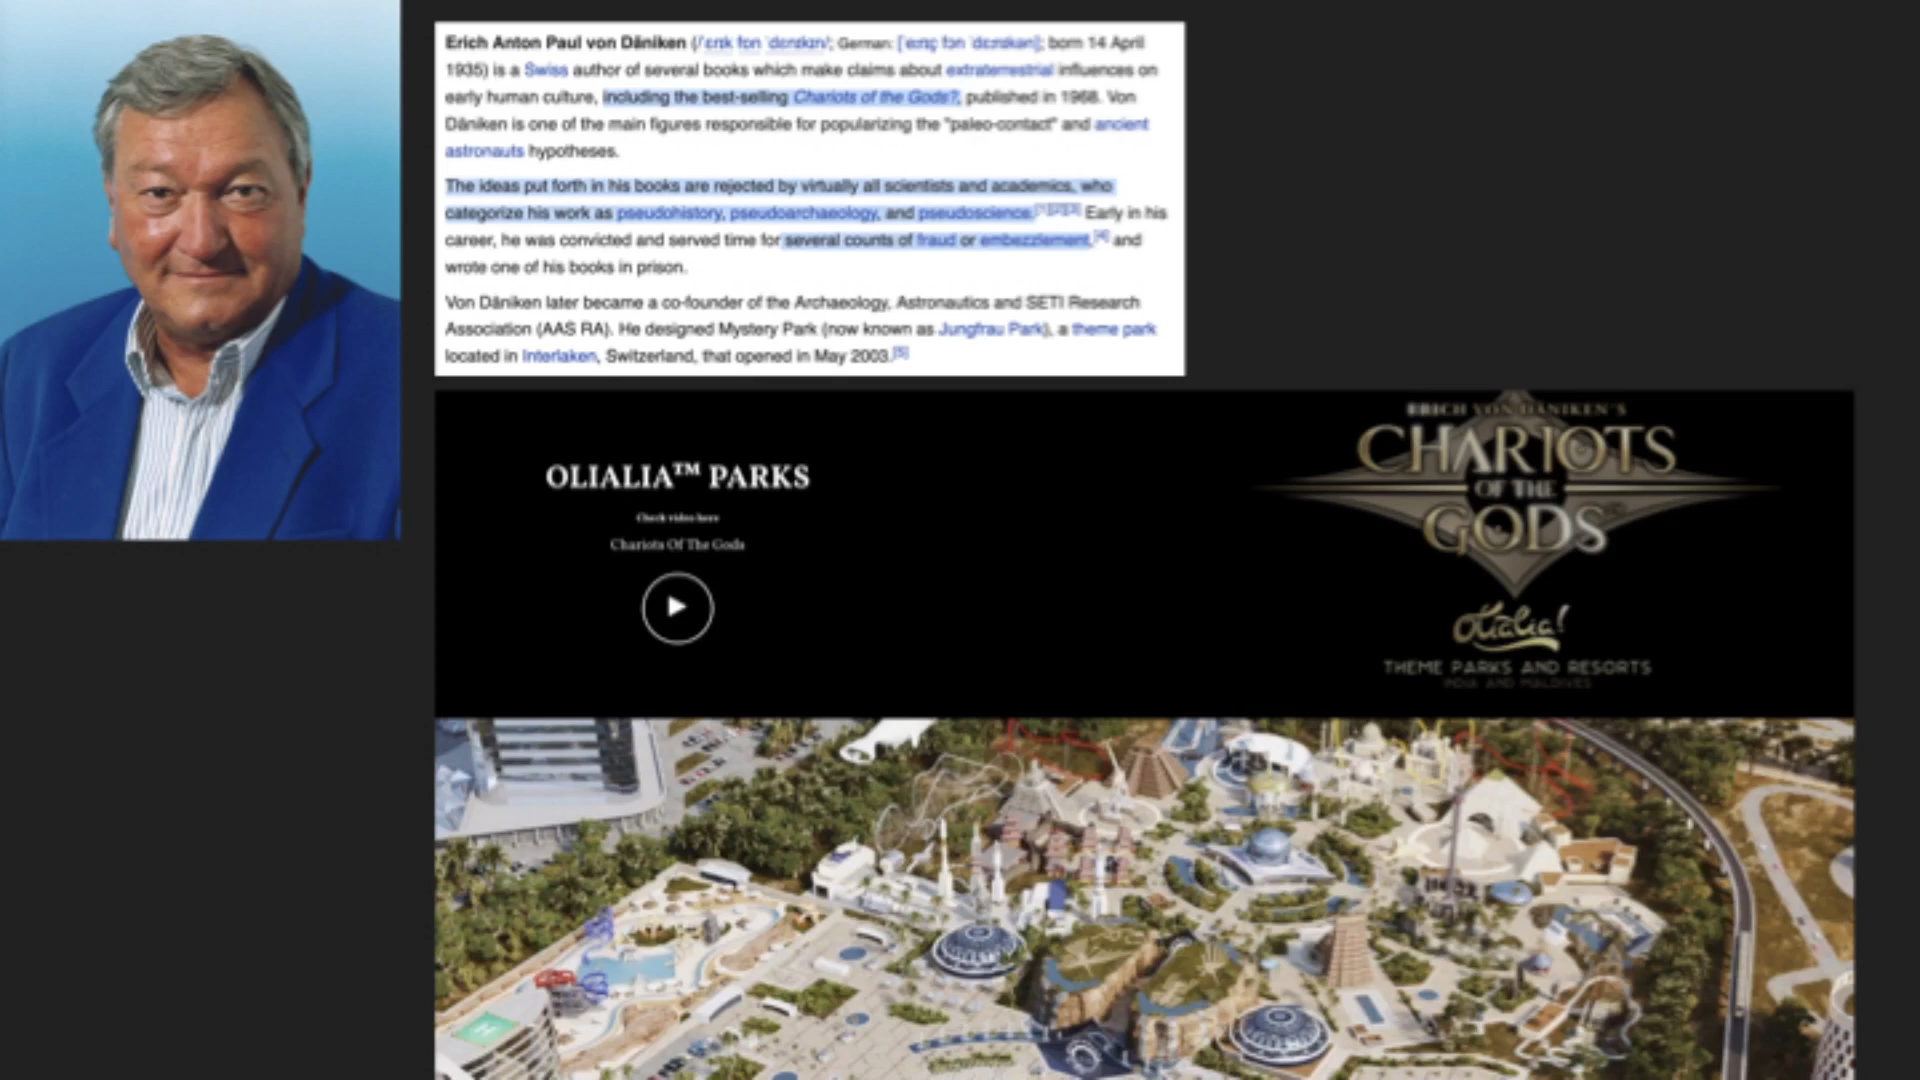 Erich Anton Paul von Däniken (/ˈɛrɪk fɒn ˈdɛnɪkɪn/; German: [ˈeːrɪç fɔn ˈdɛːnɪkən]; born 14 April
1935) is a Swiss author of several books which make claims about extraterrestrial influences on
early human culture, including the best-selling Chariots of the Gods?, published in 1968. Von
Däniken is one of the main figures responsible for popularizing the "paleo-contact" and ancient
astronauts hypotheses.
The ideas put forth in his books are rejected by virtually all scientists and academics, who
categorize his work as pseudohistory, pseudoarchaeology, and pseudoscience.[1][2][3] Early in his
career, he was convicted and served time for several counts of fraud or embezzlement,[4] and
wrote one of his books in prison.
Von Däniken later became a co-founder of the Archaeology, Astronautics and SETI Research
Association (AAS RA). He designed Mystery Park (now known as Jungfrau Park), a theme park
located in Interlaken, Switzerland, that opened in May 2003.[5]
OLIALIA™ PARKS
Check video here
Chariots Of The Gods
ERICH VON DÄNIKEN'S
CHARIOTS
OF THE
GODS
Olialia!
THEME PARKS AND RESORTS
INDIA AND MALDIVES
H